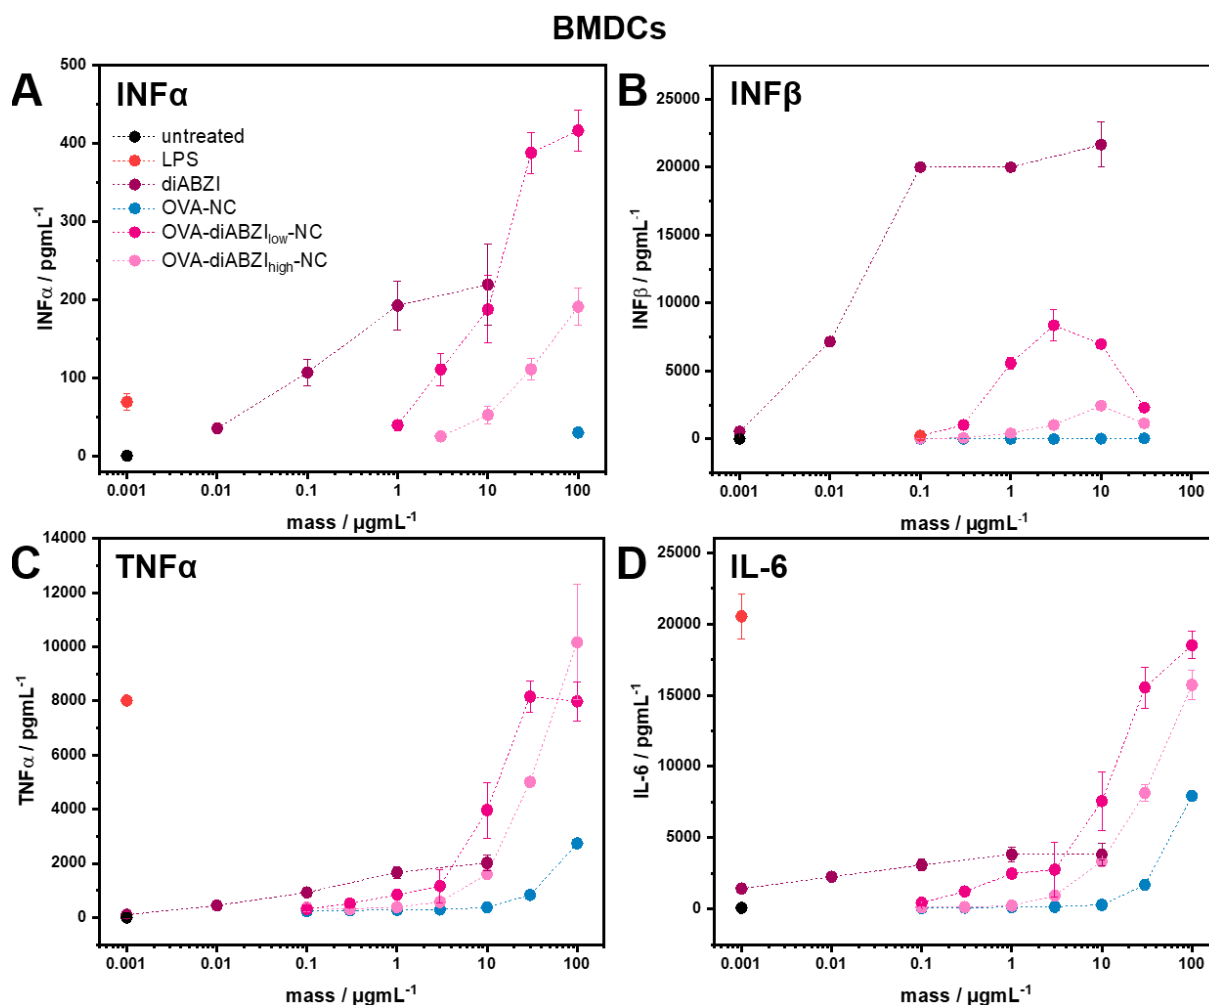 BMDCs
A
INFα
500
400
300
200
100
0
INFα / pgmL⁻¹
untreated
LPS
diABZI
OVA-NC
OVA-diABZI_low-NC
OVA-diABZI_high-NC
0.001 0.01 0.1 1 10 100
mass / µgmL⁻¹
B
INFβ
25000
20000
15000
10000
5000
0
INFβ / pgmL⁻¹
0.001 0.01 0.1 1 10 100
mass / µgmL⁻¹
C
TNFα
14000
12000
10000
8000
6000
4000
2000
0
TNFα / pgmL⁻¹
0.001 0.01 0.1 1 10 100
mass / µgmL⁻¹
D
IL-6
25000
20000
15000
10000
5000
0
IL-6 / pgmL⁻¹
0.001 0.01 0.1 1 10 100
mass / µgmL⁻¹